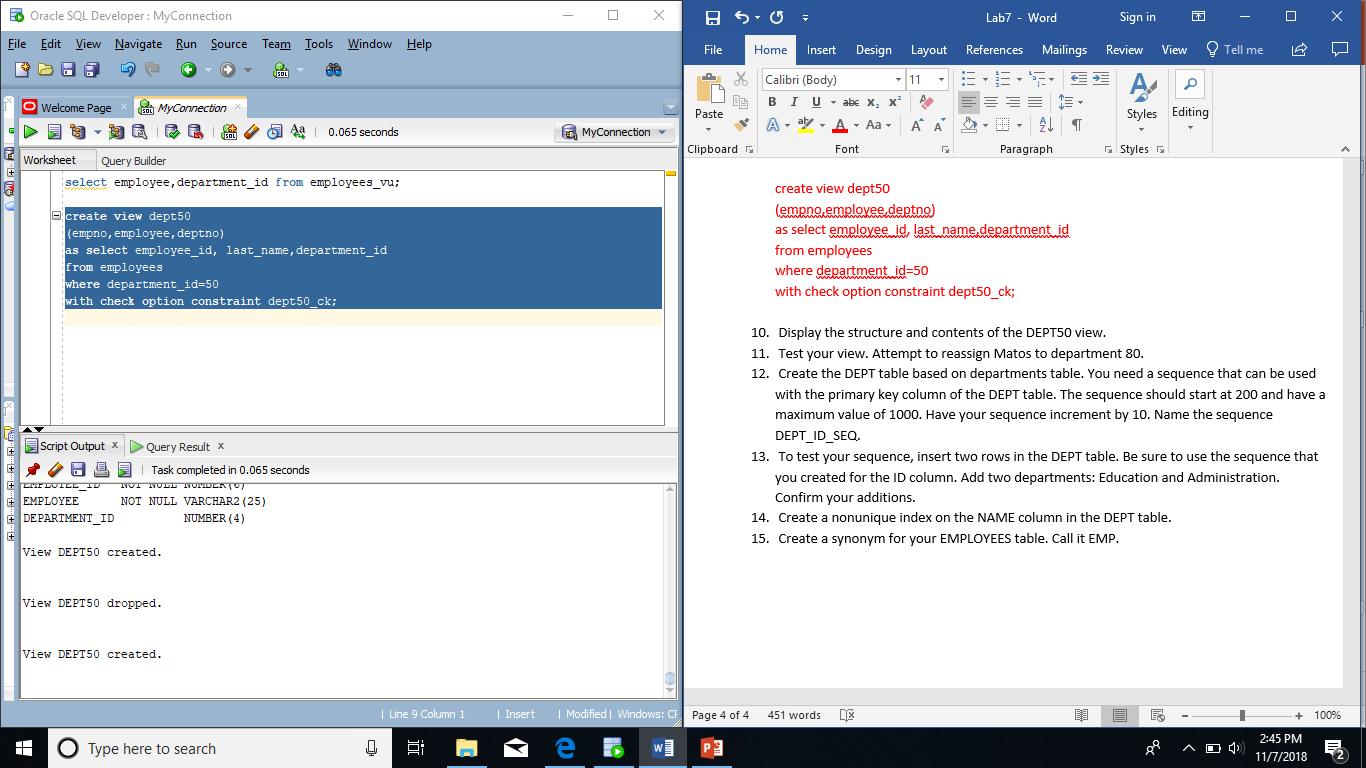 Oracle SQL Developer : MyConnection
File Edit View Navigate Run Source Team Tools Window Help
Welcome Page
MyConnection
0.065 seconds
MyConnection
Worksheet Query Builder
select employee,department_id from employees_vu;
create view dept50
(empno,employee,deptno)
as select employee_id, last_name,department_id
from employees
where department_id=50
with check option constraint dept50_ck;
Script Output Query Result
Task completed in 0.065 seconds
EMPLOYEE_ID NOT NULL NUMBER(6)
EMPLOYEE NOT NULL VARCHAR2(25)
DEPARTMENT_ID NUMBER(4)
View DEPT50 created.
View DEPT50 dropped.
View DEPT50 created.
| Line 9 Column 1 | Insert | Modified | Windows: CF
Lab7 - Word Sign in
File Home Insert Design Layout References Mailings Review View Tell me
Paste
Calibri (Body) 11
B I U abc x₂ x²
A aby A Aa A A
Styles
Editing
Clipboard Font Paragraph Styles
create view dept50
(empno,employee,deptno)
as select employee_id, last_name,department_id
from employees
where department_id=50
with check option constraint dept50_ck;
10. Display the structure and contents of the DEPT50 view.
11. Test your view. Attempt to reassign Matos to department 80.
12. Create the DEPT table based on departments table. You need a sequence that can be used
with the primary key column of the DEPT table. The sequence should start at 200 and have a
maximum value of 1000. Have your sequence increment by 10. Name the sequence
DEPT_ID_SEQ.
13. To test your sequence, insert two rows in the DEPT table. Be sure to use the sequence that
you created for the ID column. Add two departments: Education and Administration.
Confirm your additions.
14. Create a nonunique index on the NAME column in the DEPT table.
15. Create a synonym for your EMPLOYEES table. Call it EMP.
Page 4 of 4 451 words 100%
Type here to search
2:45 PM
11/7/2018
2